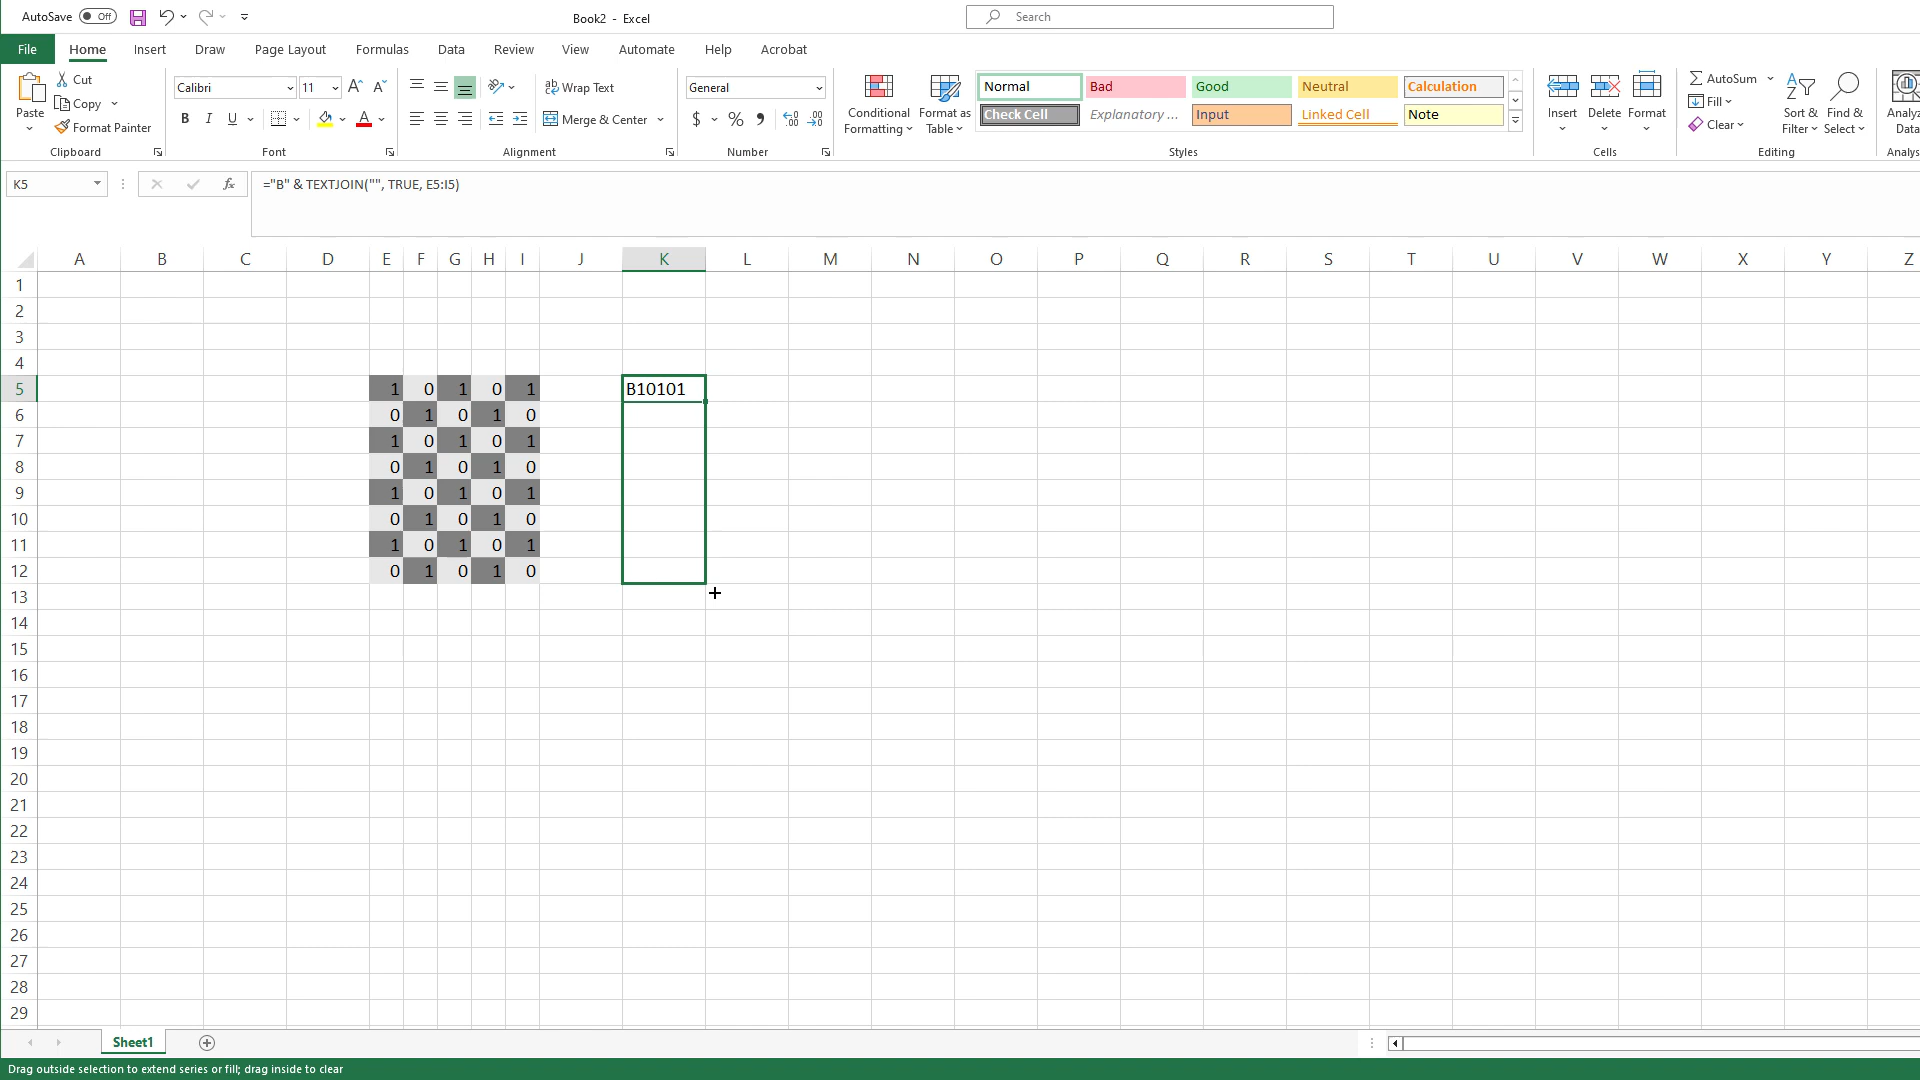 AutoSave Off Book2 - Excel Search
File Home Insert Draw Page Layout Formulas Data Review View Automate Help Acrobat
Paste Cut Copy Format Painter Clipboard
Calibri 11 B I U A A A Font
Wrap Text Merge & Center Alignment
General $ % Number
Conditional Formatting Format as Table
Normal Bad Good Neutral Calculation
Check Cell Explanatory ... Input Linked Cell Note
Styles
Insert Delete Format Cells
AutoSum Fill Clear Sort & Filter Find & Select Editing
Analyz Data Analys
K5 fx ="B" & TEXTJOIN("", TRUE, E5:I5)
A B C D E F G H I J K L M N O P Q R S T U V W X Y Z
1
2
3
4
5 1 0 1 0 1 B10101
6 0 1 0 1 0
7 1 0 1 0 1
8 0 1 0 1 0
9 1 0 1 0 1
10 0 1 0 1 0
11 1 0 1 0 1
12 0 1 0 1 0
13
14
15
16
17
18
19
20
21
22
23
24
25
26
27
28
29
Sheet1
Drag outside selection to extend series or fill; drag inside to clear